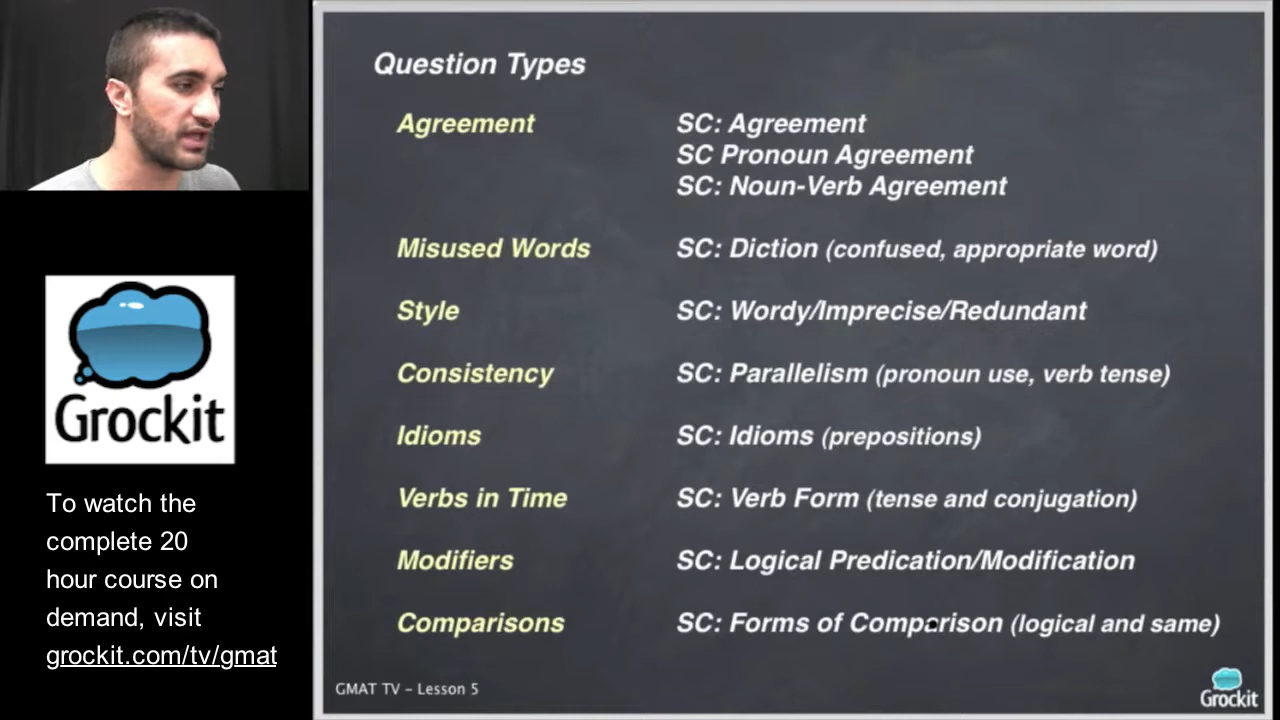 Question Types
Agreement SC: Agreement
SC Pronoun Agreement
SC: Noun-Verb Agreement
Misused Words SC: Diction (confused, appropriate word)
Style SC: Wordy/Imprecise/Redundant
Consistency SC: Parallelism (pronoun use, verb tense)
Idioms SC: Idioms (prepositions)
Verbs in Time SC: Verb Form (tense and conjugation)
Modifiers SC: Logical Predication/Modification
Comparisons SC: Forms of Comparison (logical and same)
GMAT TV – Lesson 5
Grockit
Grockit
To watch the
complete 20
hour course on
demand, visit
grockit.com/tv/gmat